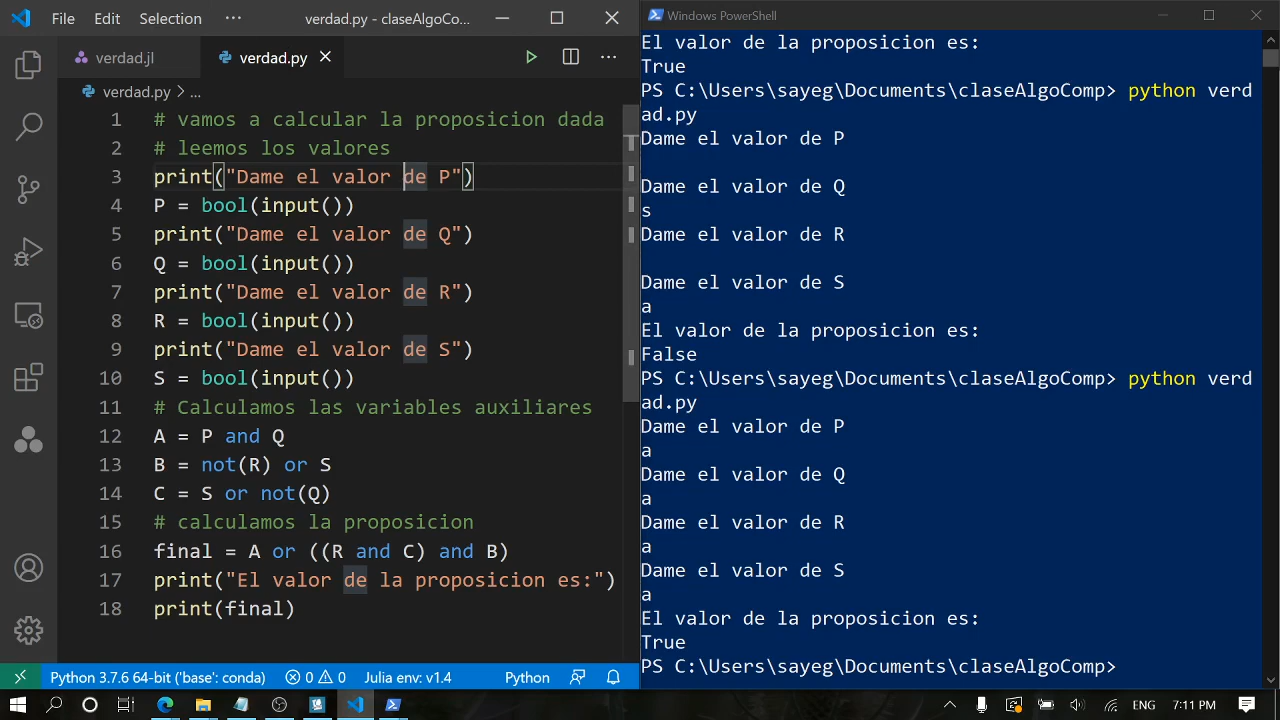 File Edit Selection ··· verdad.py - claseAlgoCo...
verdad.jl verdad.py
verdad.py > ...
1 # vamos a calcular la proposicion dada
2 # leemos los valores
3 print("Dame el valor de P")
4 P = bool(input())
5 print("Dame el valor de Q")
6 Q = bool(input())
7 print("Dame el valor de R")
8 R = bool(input())
9 print("Dame el valor de S")
10 S = bool(input())
11 # Calculamos las variables auxiliares
12 A = P and Q
13 B = not(R) or S
14 C = S or not(Q)
15 # calculamos la proposicion
16 final = A or ((R and C) and B)
17 print("El valor de la proposicion es:")
18 print(final)
Python 3.7.6 64-bit ('base': conda) 0 0 Julia env: v1.4 Python
Windows PowerShell
El valor de la proposicion es:
True
PS C:\Users\sayeg\Documents\claseAlgoComp> python verd
ad.py
Dame el valor de P
Dame el valor de Q
s
Dame el valor de R
Dame el valor de S
a
El valor de la proposicion es:
False
PS C:\Users\sayeg\Documents\claseAlgoComp> python verd
ad.py
Dame el valor de P
a
Dame el valor de Q
a
Dame el valor de R
a
Dame el valor de S
a
El valor de la proposicion es:
True
PS C:\Users\sayeg\Documents\claseAlgoComp>
ENG 7:11 PM